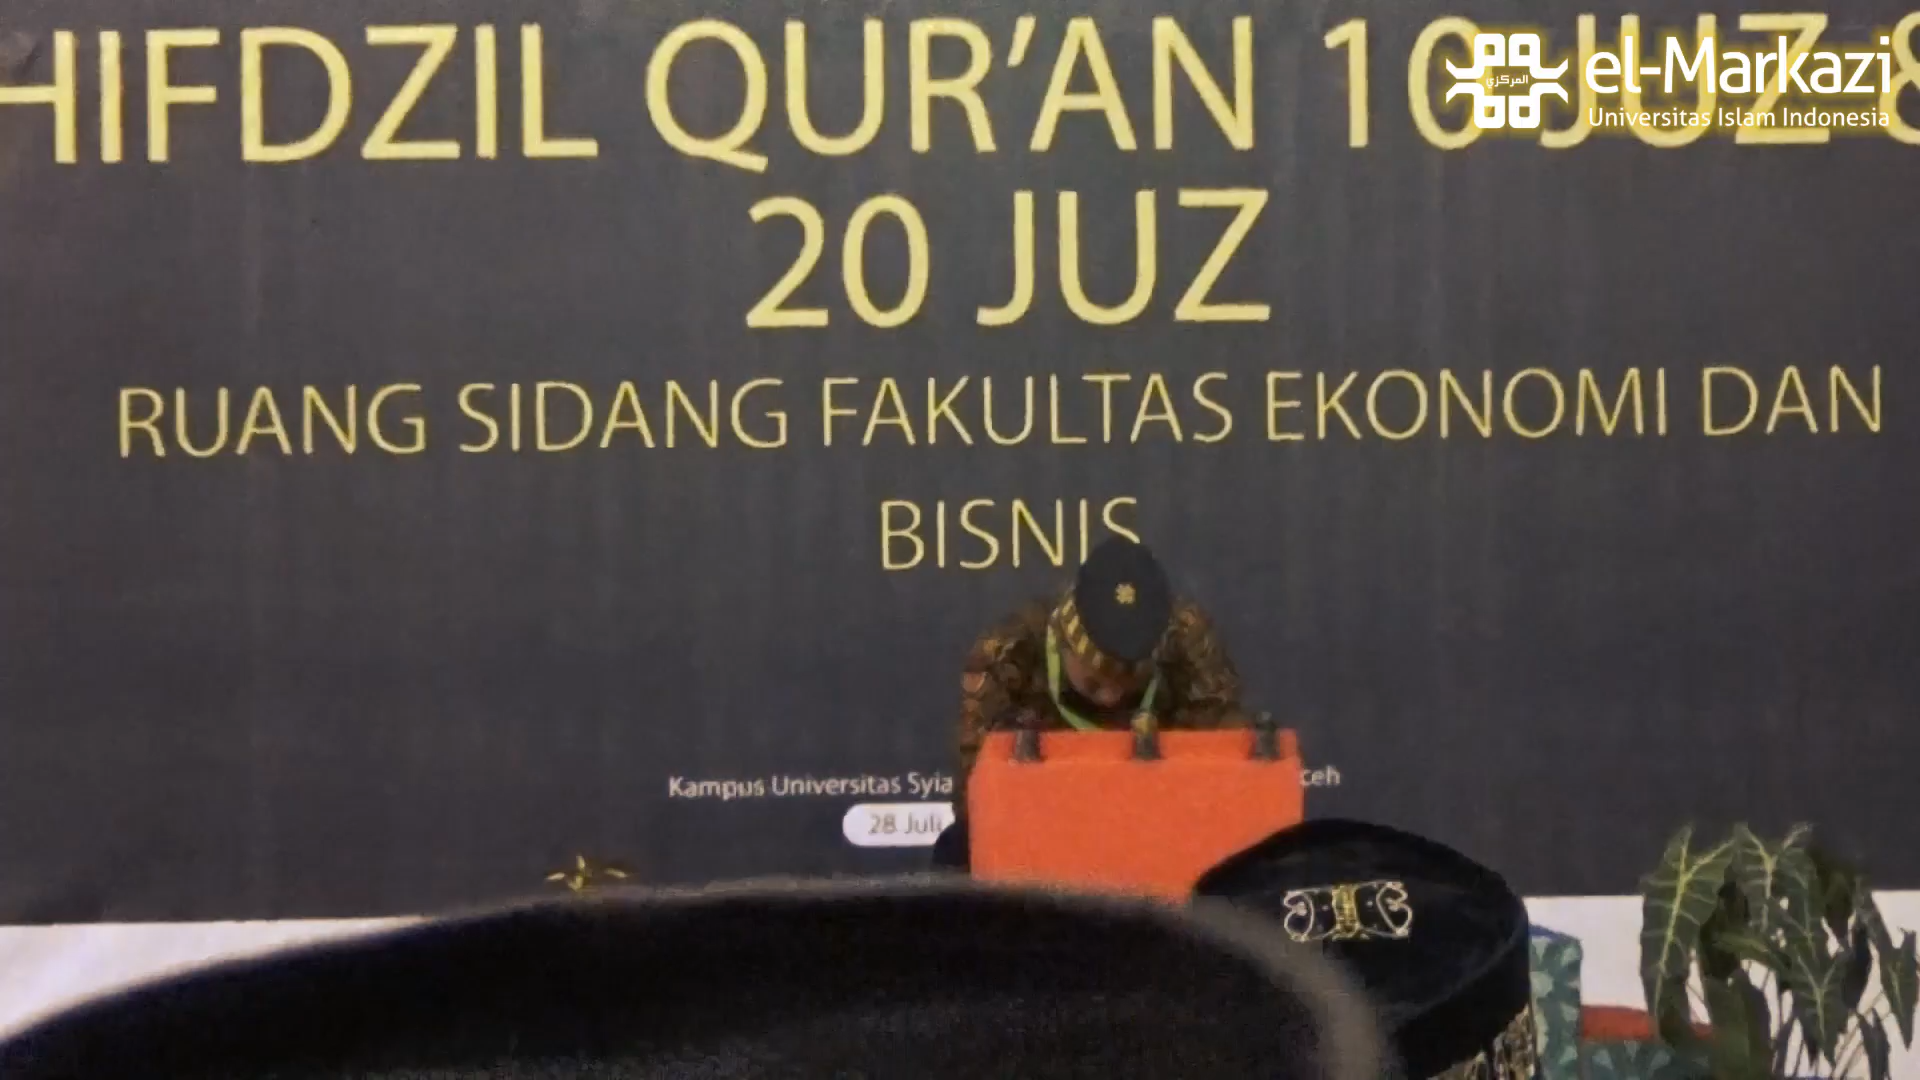 HIFDZIL QUR'AN 10 JUZ &
20 JUZ
RUANG SIDANG FAKULTAS EKONOMI DAN
BISNIS
Kampus Universitas
28 Juli
المركزي
el-Markazi
Universitas Islam Indonesia